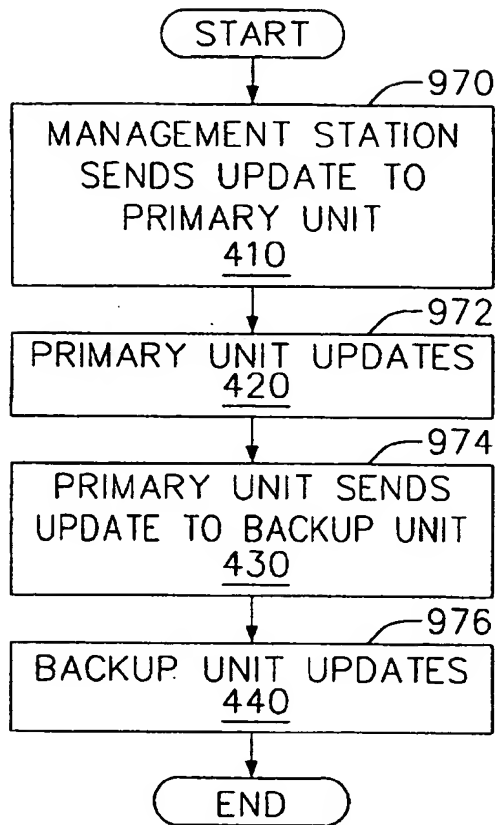 START
970
MANAGEMENT STATION
SENDS UPDATE TO
PRIMARY UNIT
410
972
PRIMARY UNIT UPDATES
420
974
PRIMARY UNIT SENDS
UPDATE TO BACKUP UNIT
430
976
BACKUP UNIT UPDATES
440
END